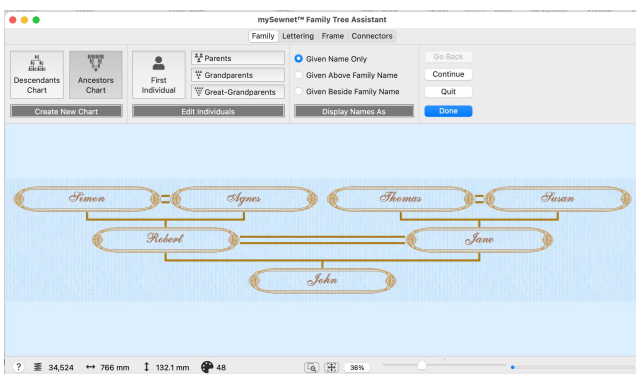 mySewnet™ Family Tree Assistant
Family Lettering Frame Connectors
Descendants Chart
Ancestors Chart
Create New Chart
First Individual
Parents
Grandparents
Great-Grandparents
Edit Individuals
Given Name Only
Given Above Family Name
Given Beside Family Name
Display Names As
Go Back
Continue
Quit
Done
Simon Agnes Thomas Susan
Robert Jane
John
? 34,524 766 mm 132.1 mm 48 36%